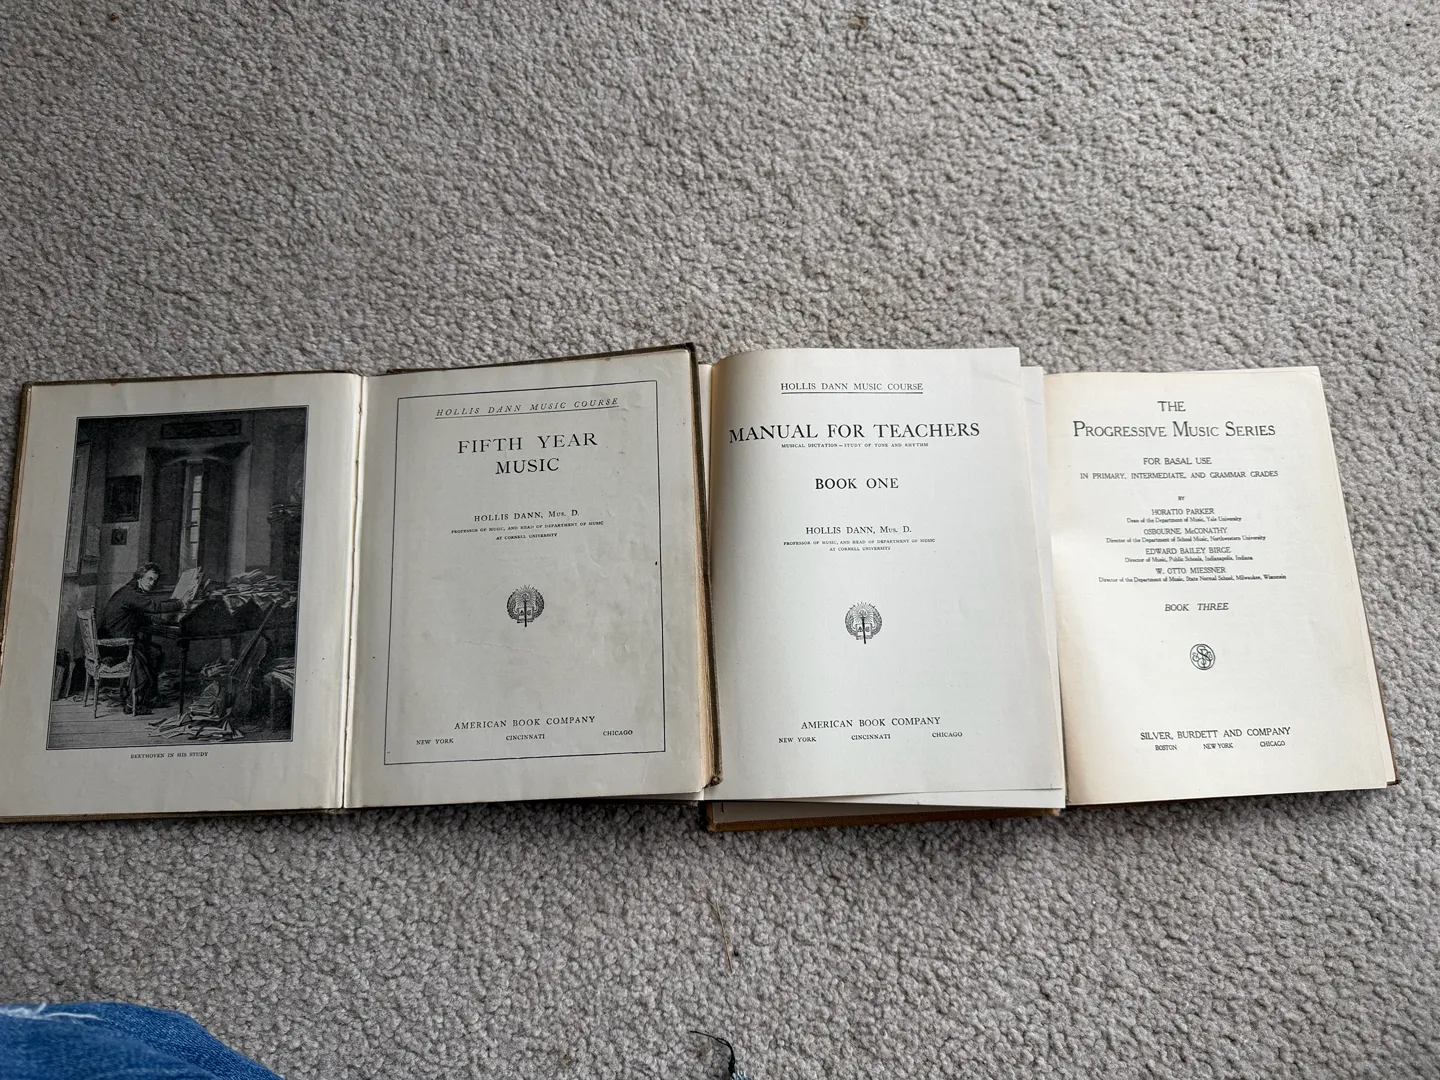 BEETHOVEN IN HIS STUDY
HOLLIS DANN MUSIC COURSE
FIFTH YEAR
MUSIC
HOLLIS DANN, Mus. D.
PROFESSOR OF MUSIC, AND HEAD OF DEPARTMENT OF MUSIC
AT CORNELL UNIVERSITY
AMERICAN BOOK COMPANY
NEW YORK CINCINNATI CHICAGO
HOLLIS DANN MUSIC COURSE
MANUAL FOR TEACHERS
MUSICAL DICTATION—STUDY OF TONE AND RHYTHM
BOOK ONE
HOLLIS DANN, Mus. D.
PROFESSOR OF MUSIC, AND HEAD OF DEPARTMENT OF MUSIC
AT CORNELL UNIVERSITY
AMERICAN BOOK COMPANY
NEW YORK CINCINNATI CHICAGO
THE
PROGRESSIVE MUSIC SERIES
FOR BASAL USE
IN PRIMARY, INTERMEDIATE, AND GRAMMAR GRADES
BY
HORATIO PARKER
Dean of the Department of Music, Yale University
OSBOURNE McCONATHY
Director of the Department of School Music, Northwestern University
EDWARD BAILEY BIRGE
Director of Music, Public Schools, Indianapolis, Indiana
W. OTTO MIESSNER
Director of the Department of Music, State Normal School, Milwaukee, Wisconsin
BOOK THREE
SILVER, BURDETT AND COMPANY
BOSTON NEW YORK CHICAGO